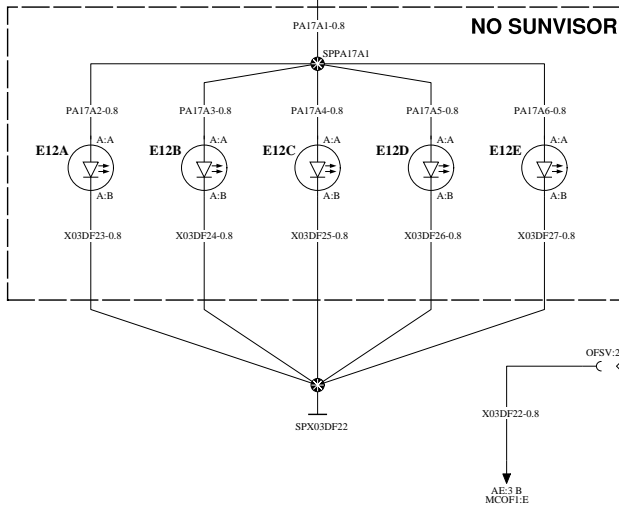 PA17A1-0.8
NO SUNVISOR
SPPA17A1
PA17A2-0.8 PA17A3-0.8 PA17A4-0.8 PA17A5-0.8 PA17A6-0.8
A:A A:A A:A A:A A:A
E12A E12B E12C E12D E12E
A:B A:B A:B A:B A:B
X03DF23-0.8 X03DF24-0.8 X03DF25-0.8 X03DF26-0.8 X03DF27-0.8
OFSV:2
X03DF22-0.8
SPX03DF22
AE:3 B
MCOF1:E